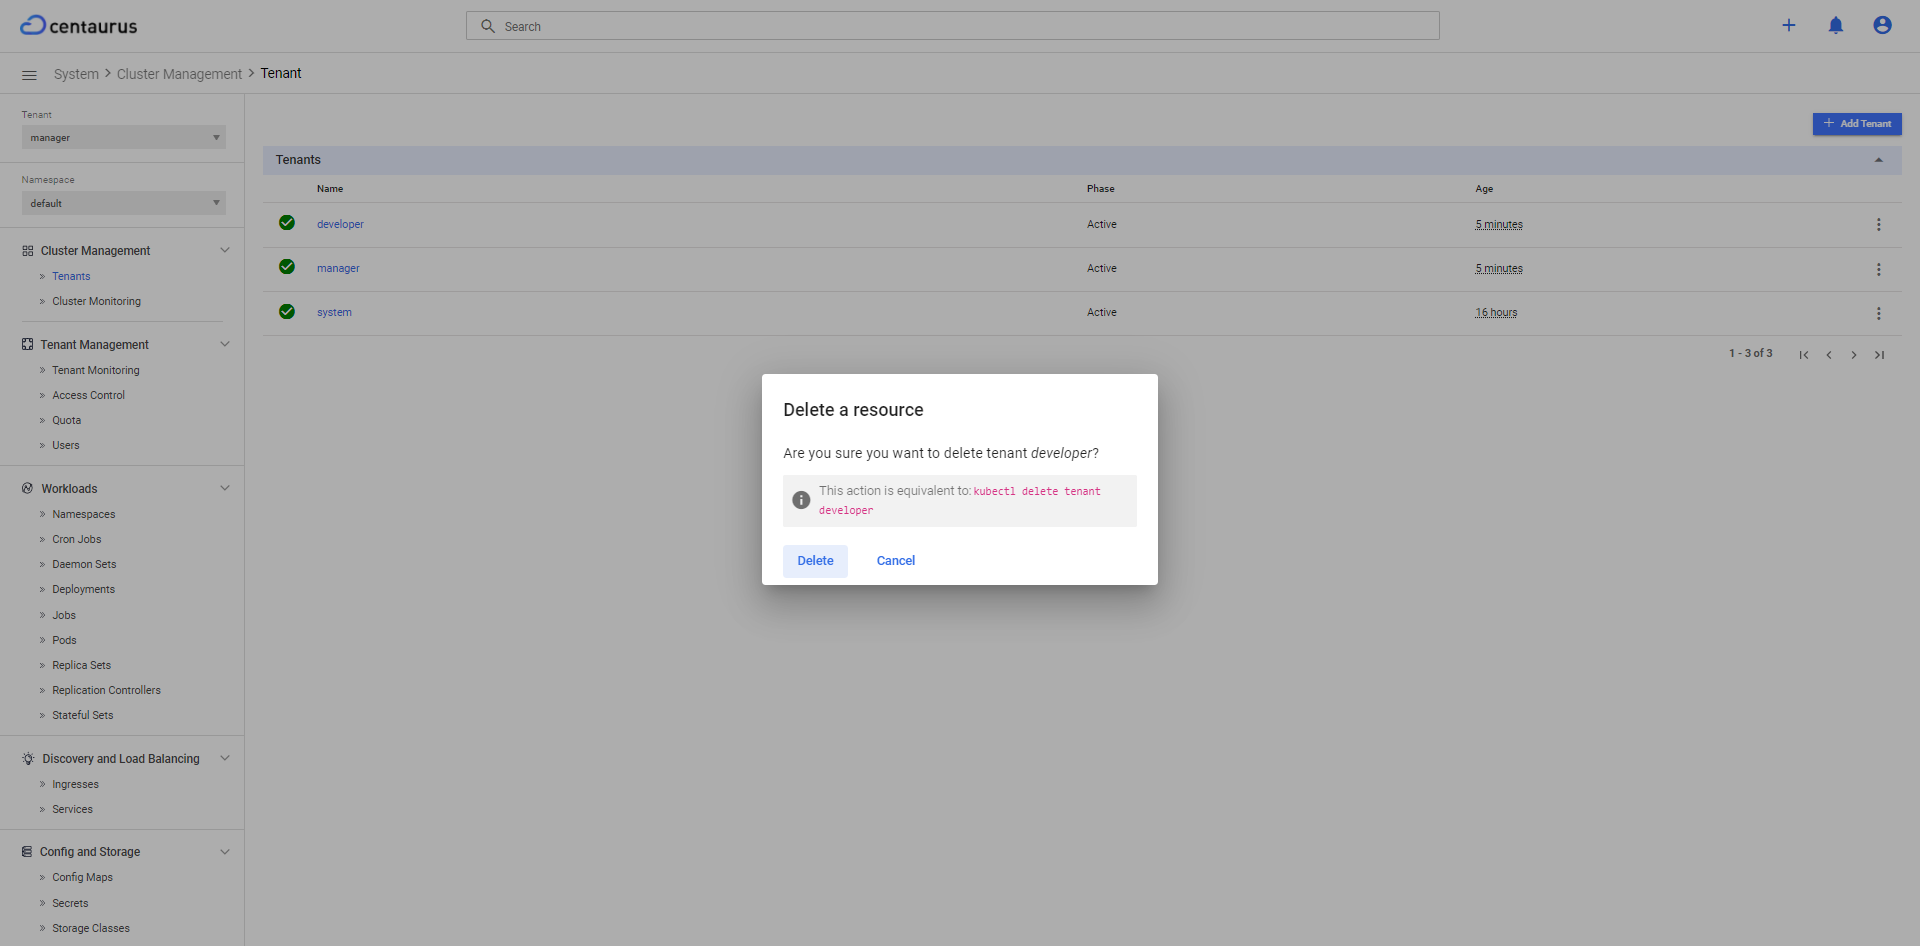 centaurus
Search
System
Cluster Management
Tenant
Tenant
manager
Namespace
default
Cluster Management
Tenants
Cluster Monitoring
Tenant Management
Tenant Monitoring
Access Control
Quota
Users
Workloads
Namespaces
Cron Jobs
Daemon Sets
Deployments
Jobs
Pods
Replica Sets
Replication Controllers
Stateful Sets
Discovery and Load Balancing
Ingresses
Services
Config and Storage
Config Maps
Secrets
Storage Classes
Add Tenant
Tenants
Name Phase Age
developer Active 5 minutes
manager Active 5 minutes
system Active 16 hours
1 - 3 of 3
Delete a resource
Are you sure you want to delete tenant developer?
This action is equivalent to: kubectl delete tenant
developer
Delete Cancel